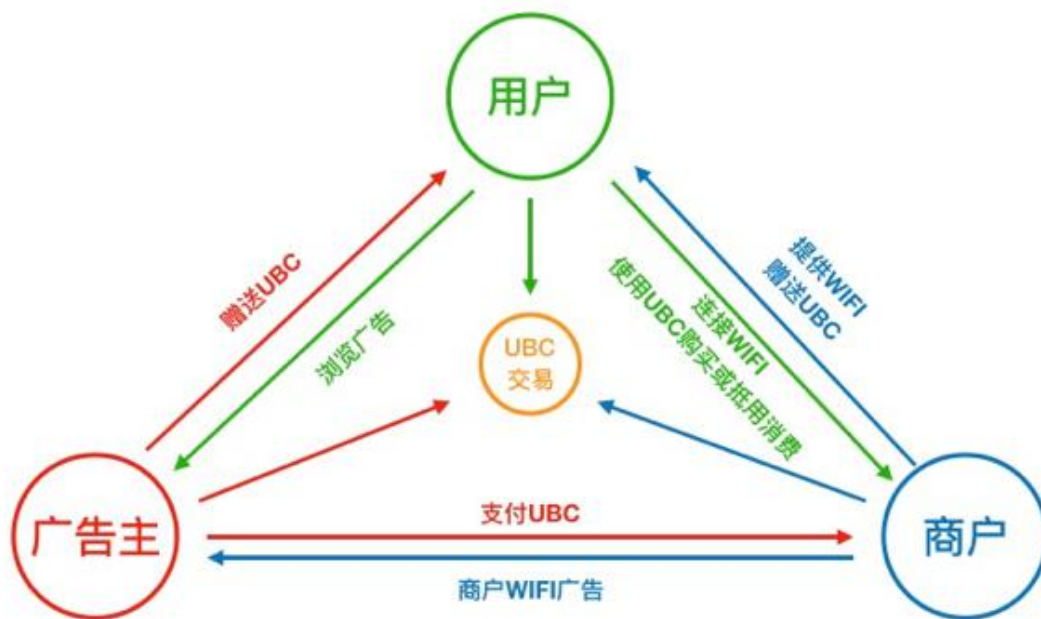 用户
赠送UBC
浏览广告
提供WIFI
赠送UBC
连接WIFI
使用UBC购买或抵用消费
UBC
交易
广告主
支付UBC
商户WIFI广告
商户